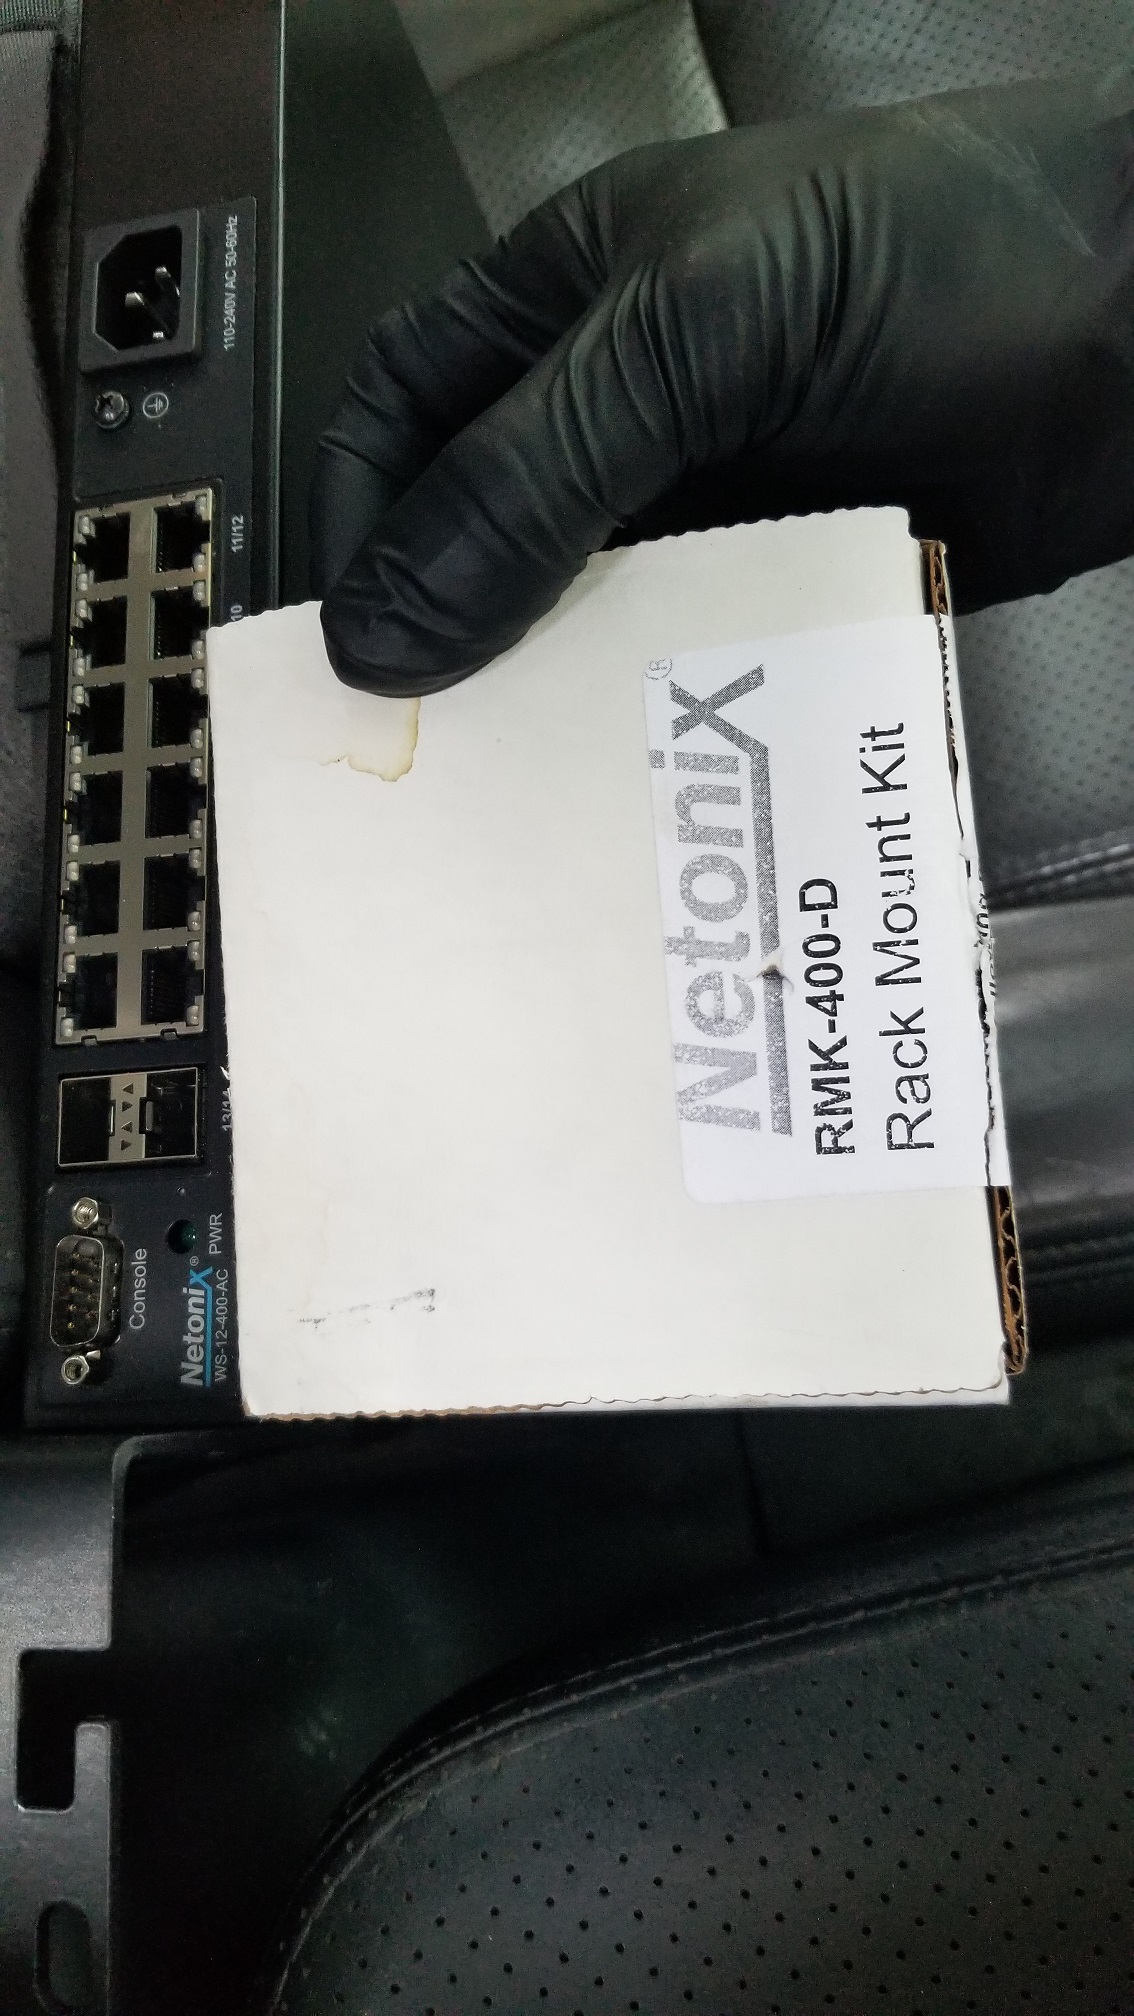 Netonix®
RMK-400-D
Rack Mount Kit
Netonix®
WS-12-400-AC
PWR
Console
13/14
10
11/12
110-240V AC 50-60Hz